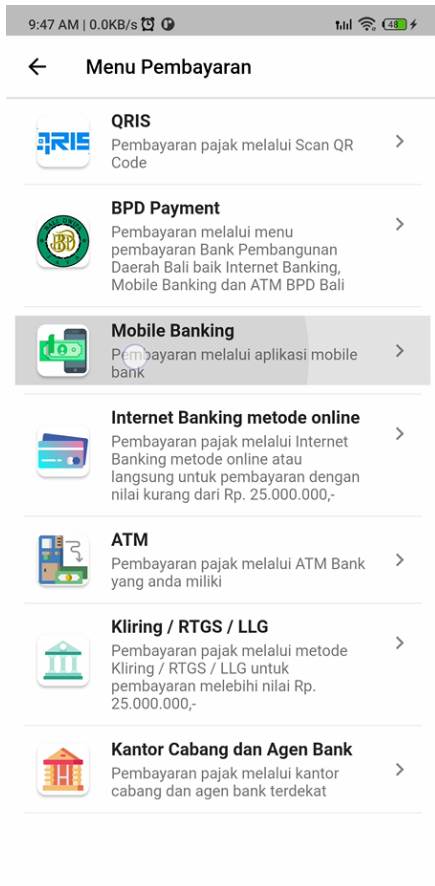 9:47 AM | 0.0KB/s
48
Menu Pembayaran
QRIS
QRIS
Pembayaran pajak melalui Scan QR
Code
BPD Payment
BALI DWIPA
BPD
JAYA
Pembayaran melalui menu
pembayaran Bank Pembangunan
Daerah Bali baik Internet Banking,
Mobile Banking dan ATM BPD Bali
Mobile Banking
Pembayaran melalui aplikasi mobile
bank
Internet Banking metode online
Pembayaran pajak melalui Internet
Banking metode online atau
langsung untuk pembayaran dengan
nilai kurang dari Rp. 25.000.000,-
ATM
Pembayaran pajak melalui ATM Bank
yang anda miliki
Kliring / RTGS / LLG
Pembayaran pajak melalui metode
Kliring / RTGS / LLG untuk
pembayaran melebihi nilai Rp.
25.000.000,-
Kantor Cabang dan Agen Bank
Pembayaran pajak melalui kantor
cabang dan agen bank terdekat